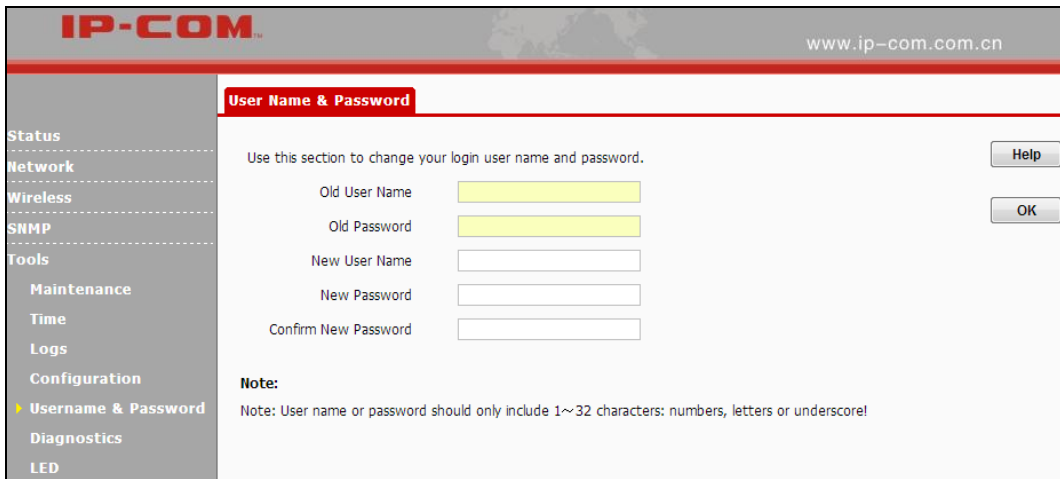 IP-COM™
www.ip-com.com.cn
Status
Network
Wireless
SNMP
Tools
Maintenance
Time
Logs
Configuration
Username & Password
Diagnostics
LED
User Name & Password
Use this section to change your login user name and password.
Old User Name
Old Password
New User Name
New Password
Confirm New Password
Note:
Note: User name or password should only include 1~32 characters: numbers, letters or underscore!
Help
OK